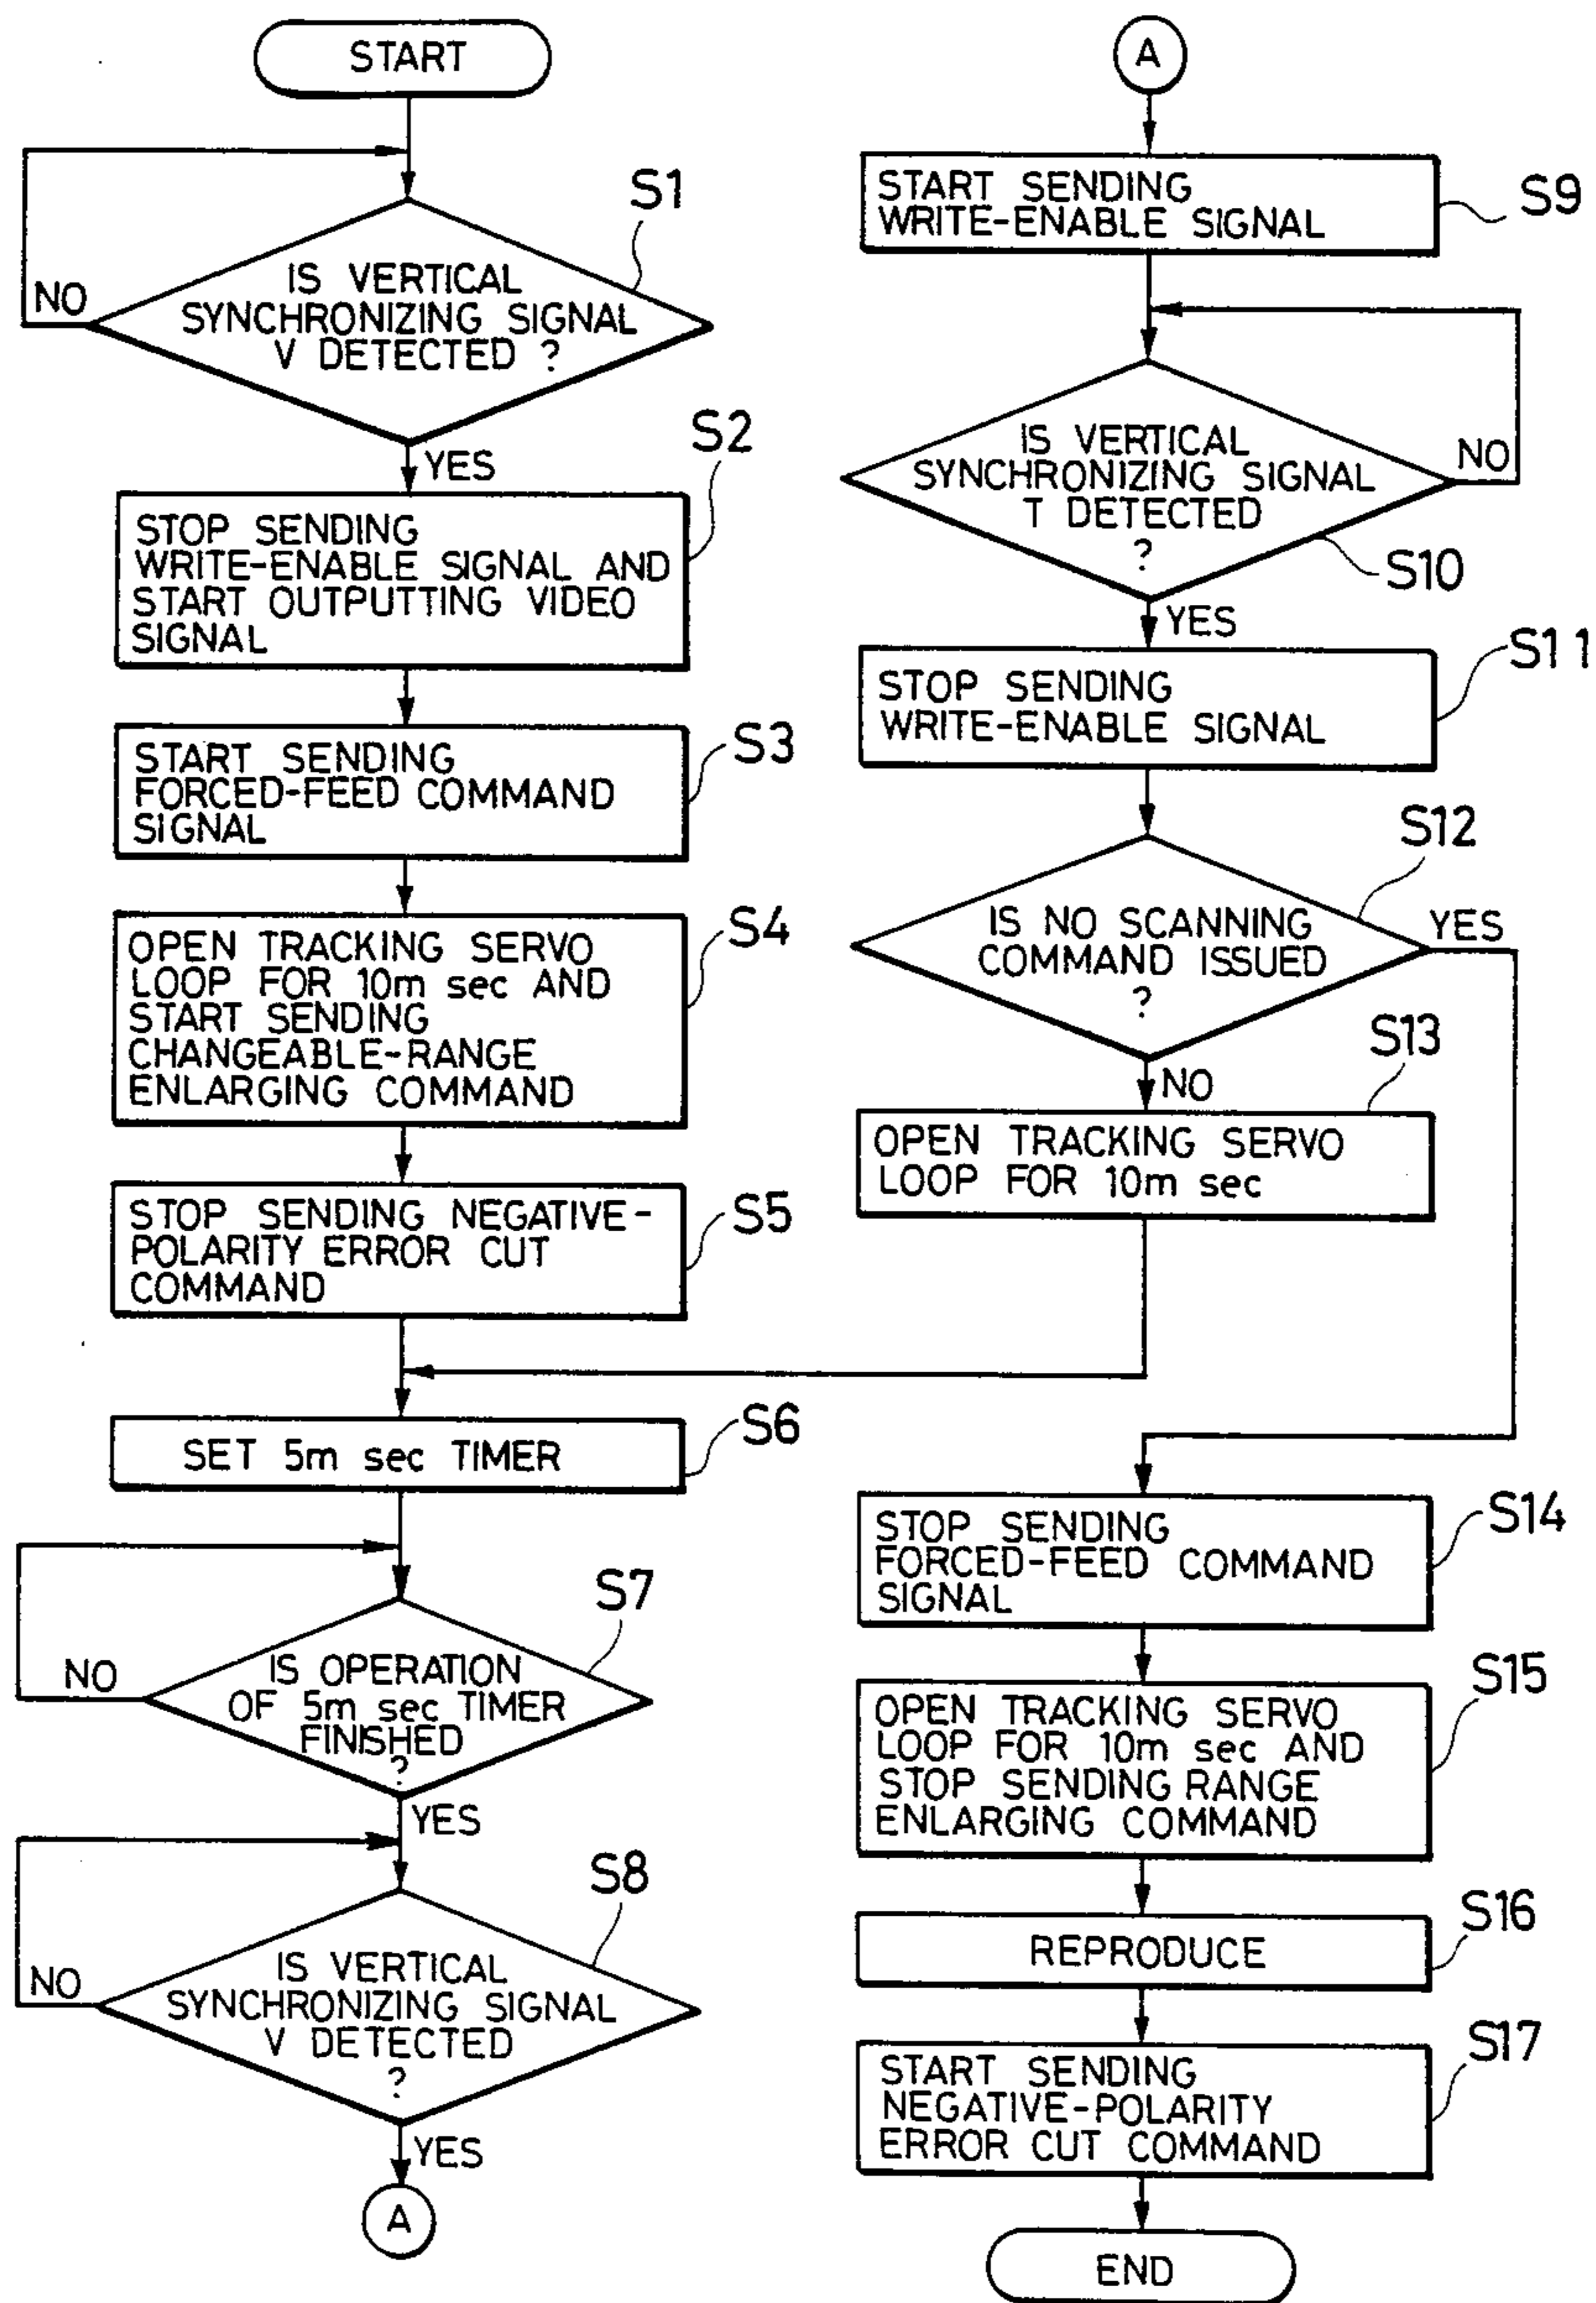 START
S1
IS VERTICAL
SYNCHRONIZING SIGNAL
V DETECTED ?
NO
YES
S2
STOP SENDING
WRITE-ENABLE SIGNAL AND
START OUTPUTTING VIDEO
SIGNAL
S3
START SENDING
FORCED-FEED COMMAND
SIGNAL
S4
OPEN TRACKING SERVO
LOOP FOR 10m sec AND
START SENDING
CHANGEABLE-RANGE
ENLARGING COMMAND
S5
STOP SENDING NEGATIVE-
POLARITY ERROR CUT
COMMAND
S6
SET 5m sec TIMER
S7
IS OPERATION
OF 5m sec TIMER
FINISHED
?
NO
YES
S8
IS VERTICAL
SYNCHRONIZING SIGNAL
V DETECTED
?
NO
YES
A
A
START SENDING
WRITE-ENABLE SIGNAL
S9
IS VERTICAL
SYNCHRONIZING SIGNAL
T DETECTED
?
NO
S10
YES
S11
STOP SENDING
WRITE-ENABLE SIGNAL
S12
IS NO SCANNING
COMMAND ISSUED
?
YES
NO
S13
OPEN TRACKING SERVO
LOOP FOR 10m sec
S14
STOP SENDING
FORCED-FEED COMMAND
SIGNAL
S15
OPEN TRACKING SERVO
LOOP FOR 10m sec AND
STOP SENDING RANGE
ENLARGING COMMAND
S16
REPRODUCE
S17
START SENDING
NEGATIVE-POLARITY
ERROR CUT COMMAND
END